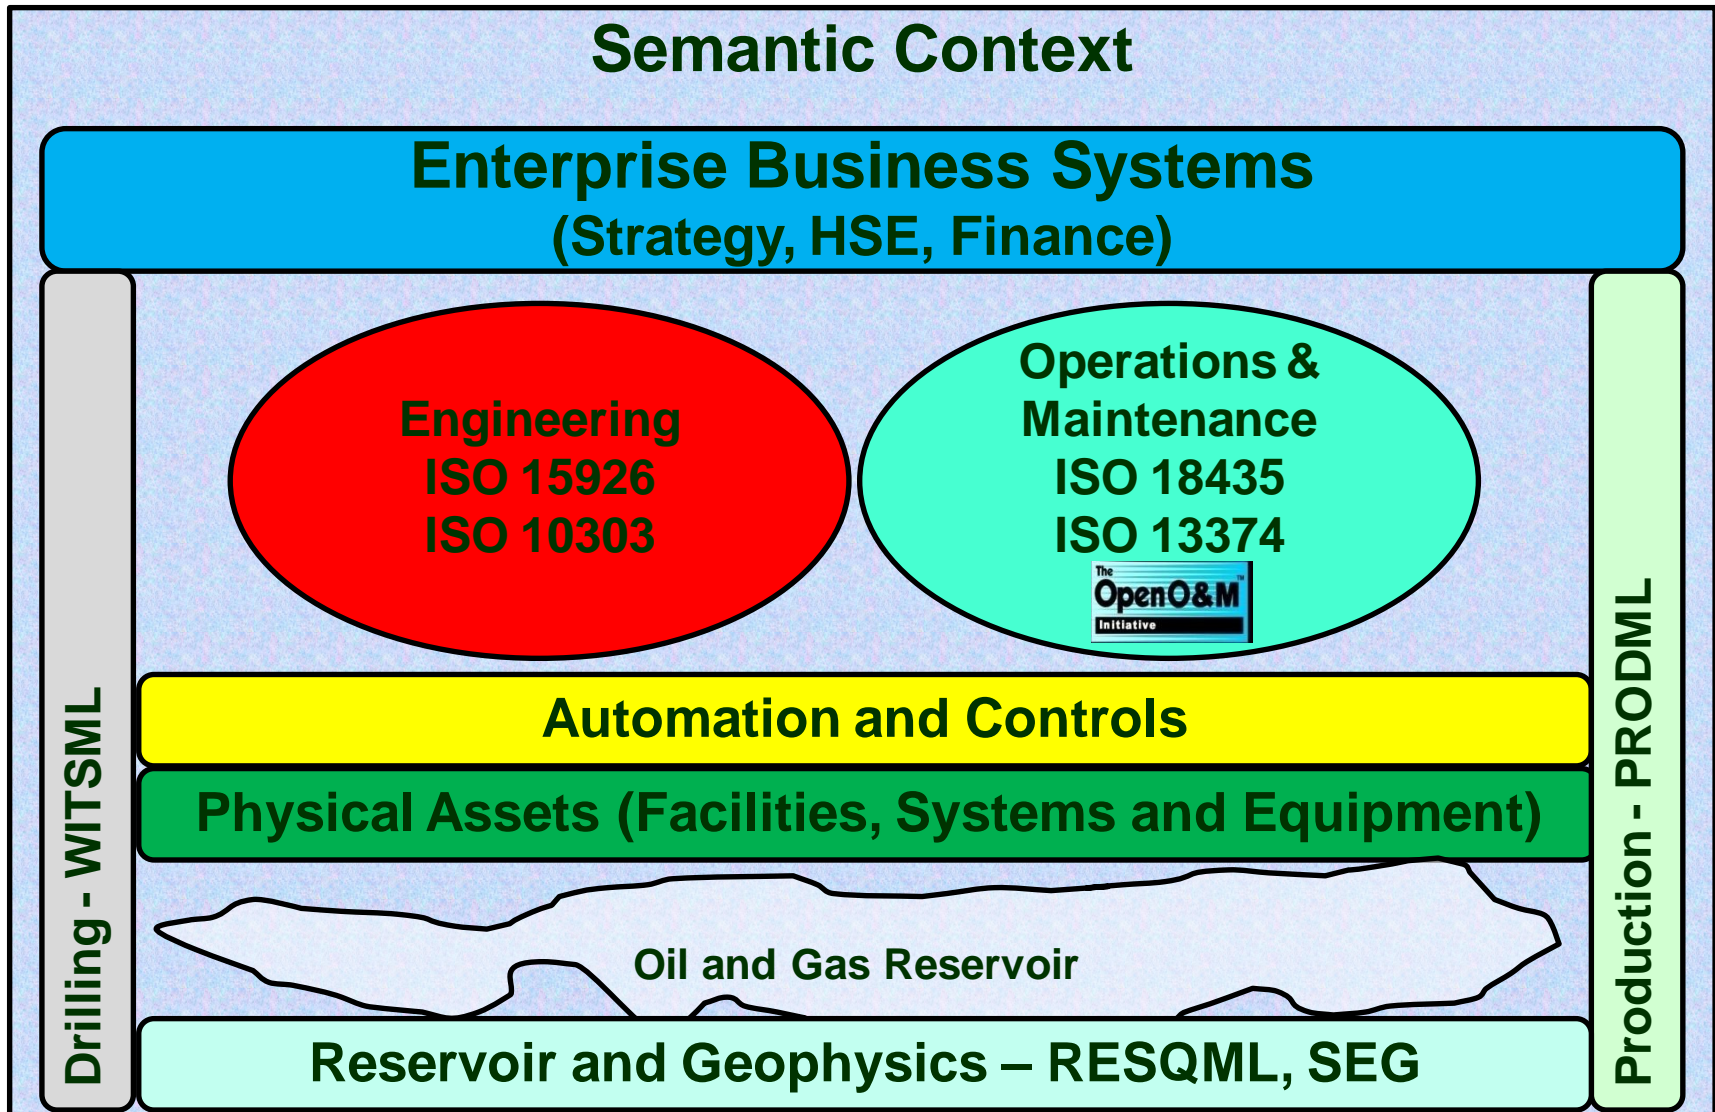 Semantic Context
Enterprise Business Systems
(Strategy, HSE, Finance)
Engineering
ISO 15926
ISO 10303
Operations &
Maintenance
ISO 18435
ISO 13374
The
OpenO&M™
Initiative
Automation and Controls
Physical Assets (Facilities, Systems and Equipment)
Oil and Gas Reservoir
Reservoir and Geophysics – RESQML, SEG
Drilling - WITSML
Production - PRODML